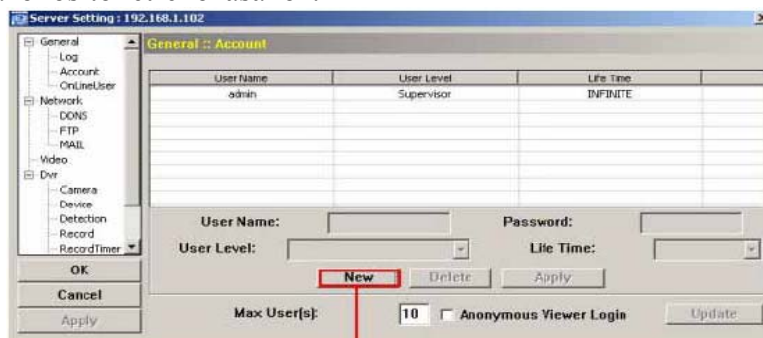 Server Setting : 192.168.1.102
General
Log
Account
OnLineUser
Network
DDNS
FTP
MAIL
Video
Dvr
Camera
Device
Detection
Record
RecordTimer
OK
Cancel
Apply
General :: Account
User Name User Level Life Time
admin Supervisor INFINITE
User Name: Password:
User Level: Life Time:
New Delete Apply
Max User(s): 10 Anonymous Viewer Login Update